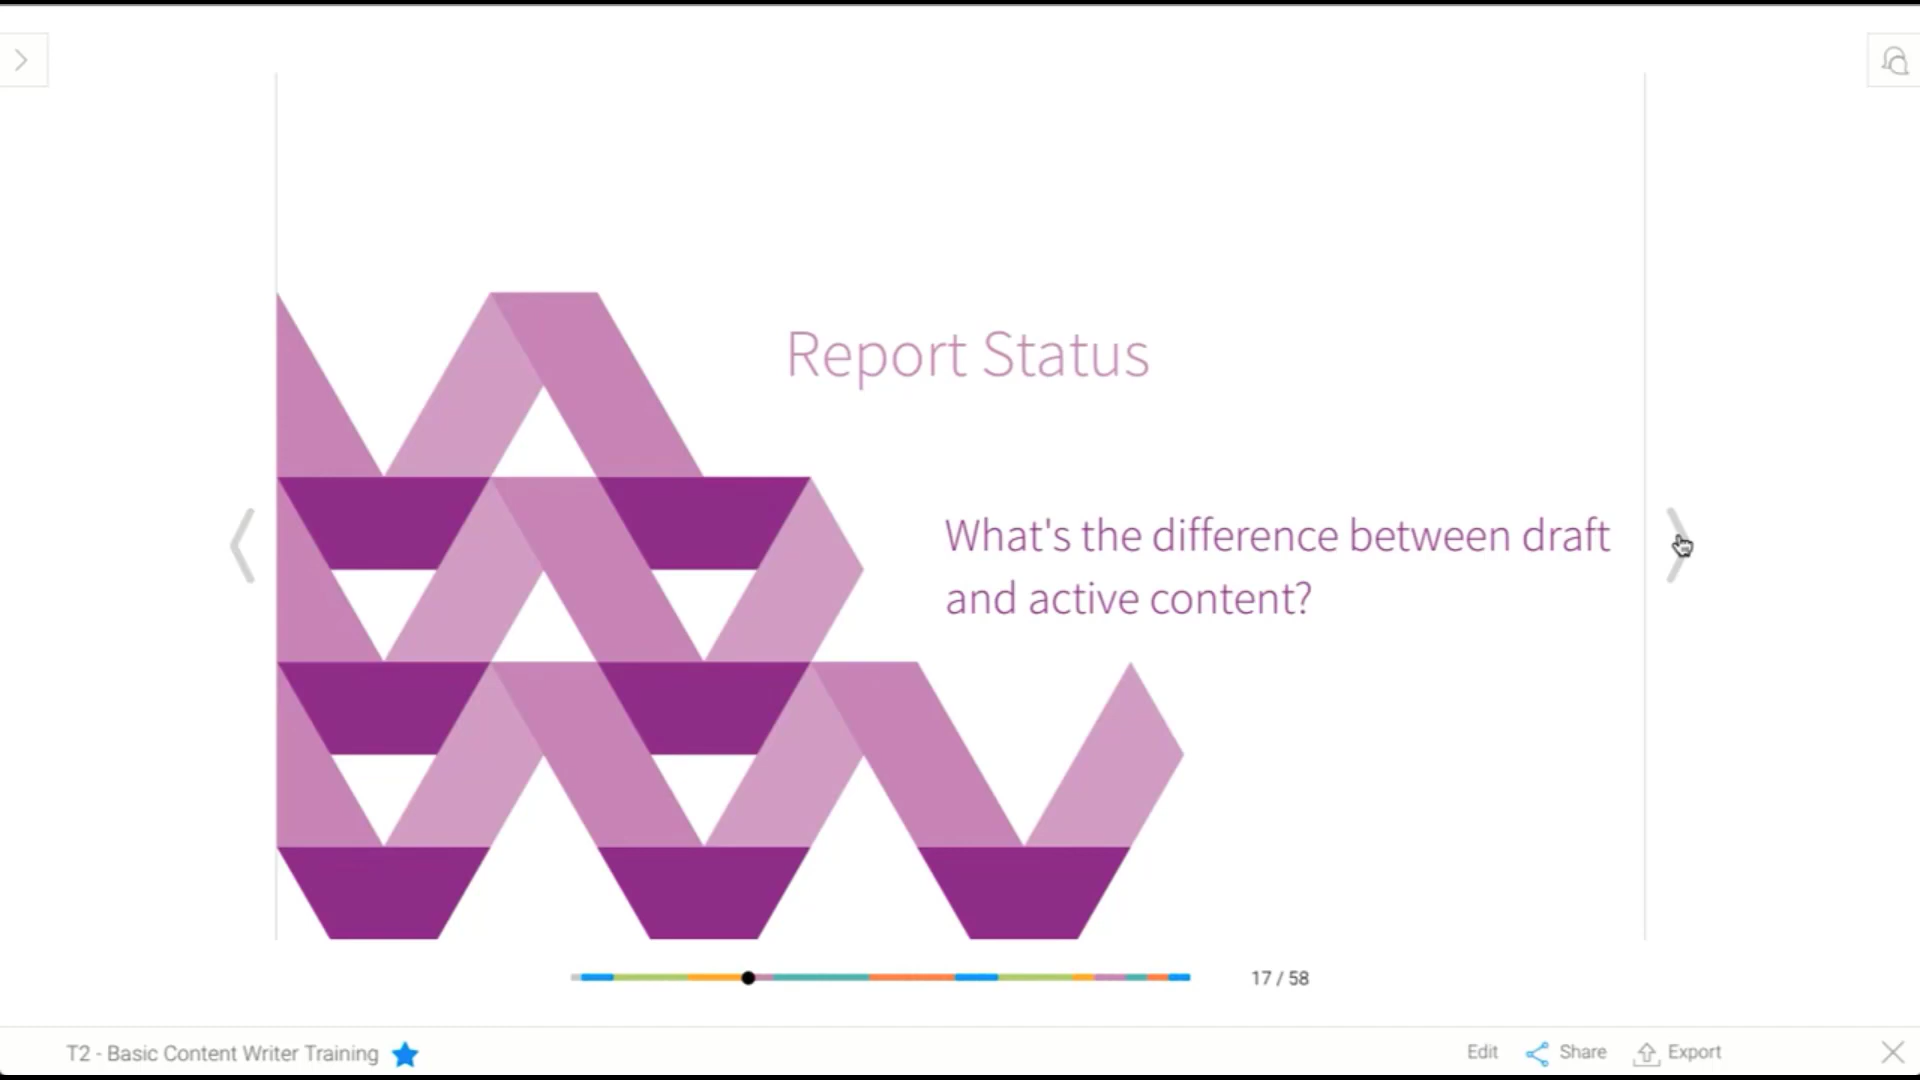 Report Status
What's the difference between draft
and active content?
17 / 58
T2 - Basic Content Writer Training
Edit
Share
Export